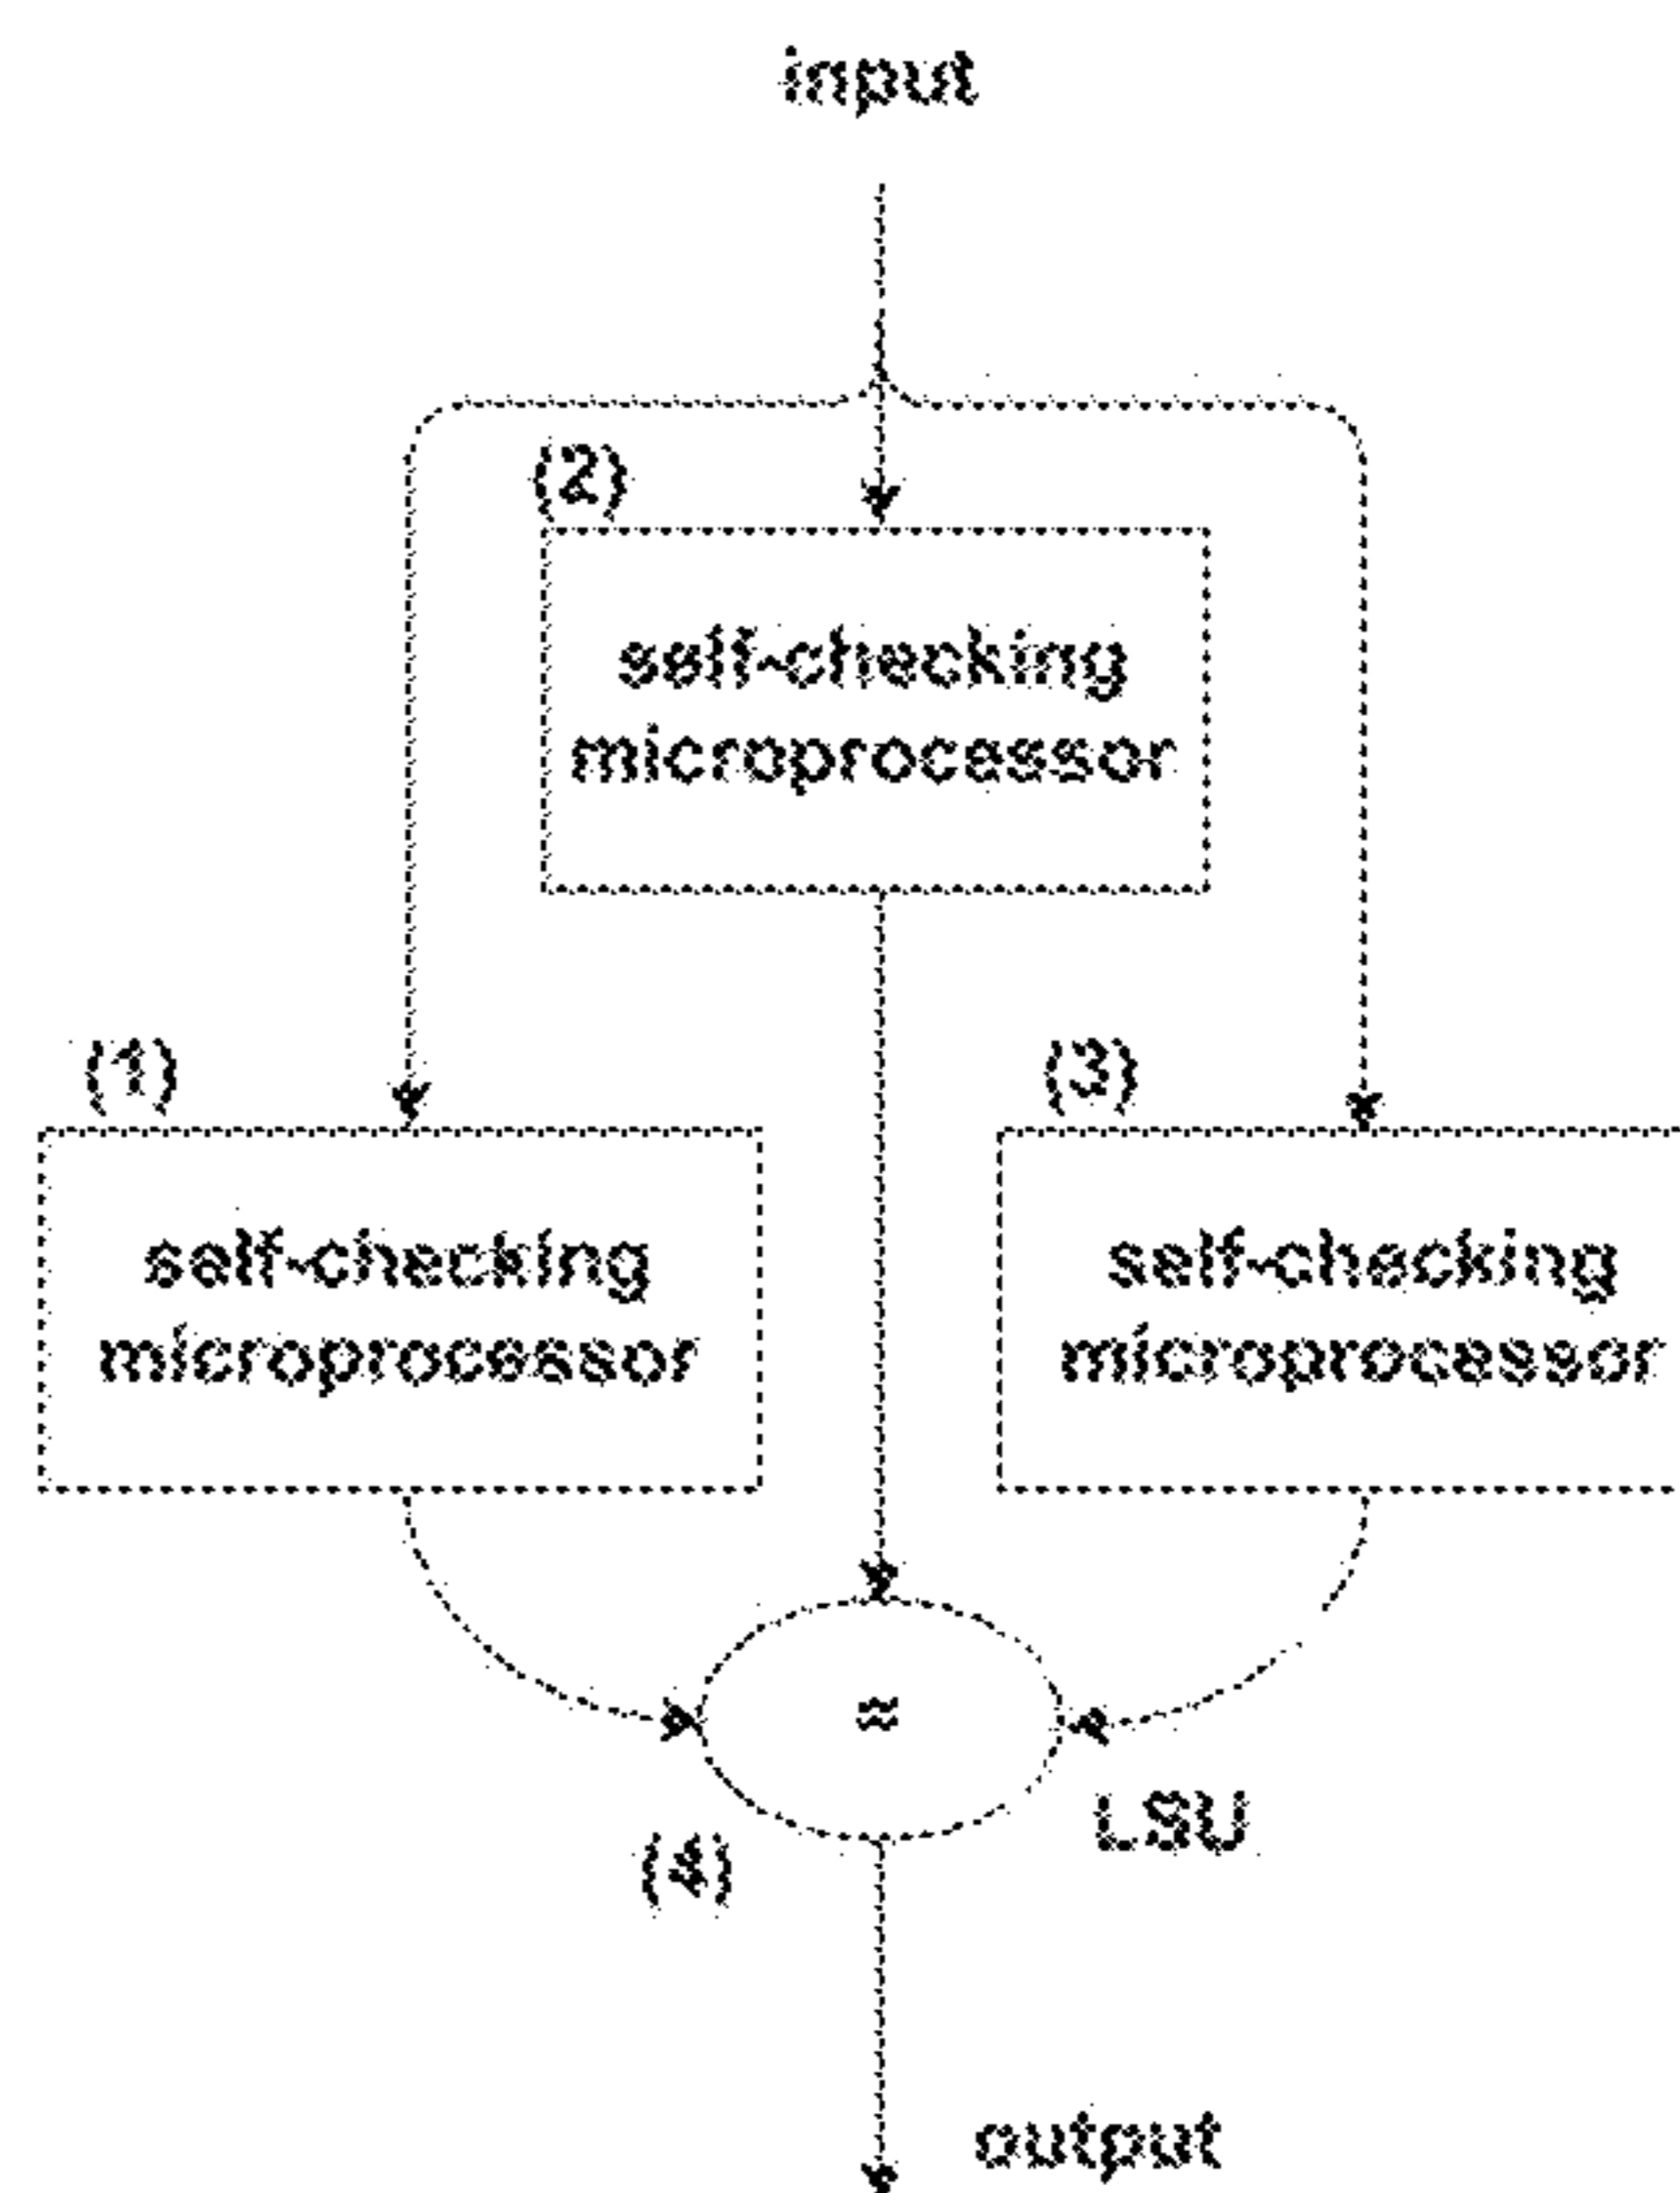 input
(2)
self-checking
microprocessor
(1)
self-checking
microprocessor
(3)
self-checking
microprocessor
≈
LSU
(4)
output